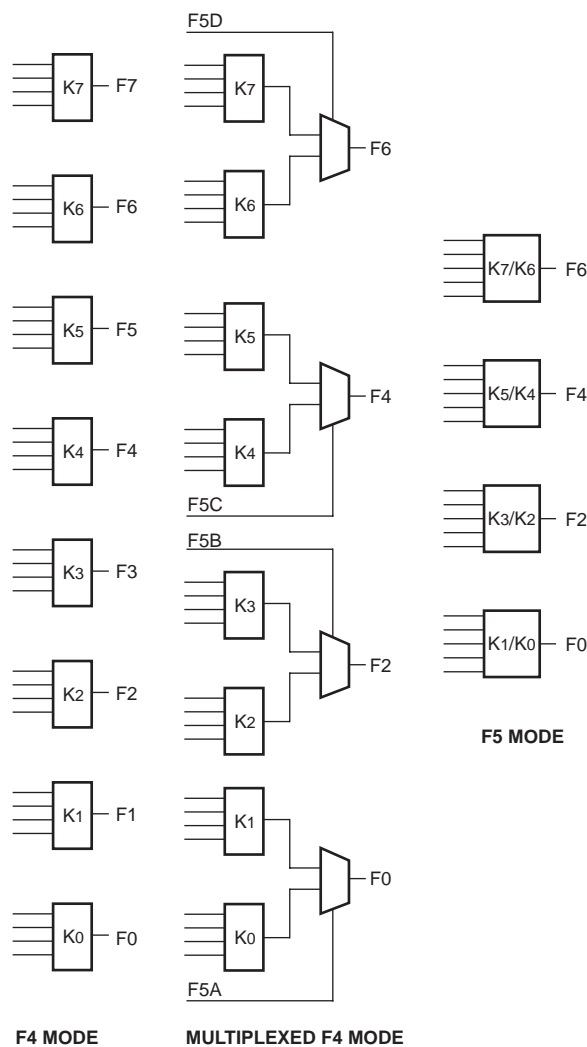 F5D
K7 F7
K7
F6
K6 F6
K6
K7/K6 F6
K5 F5
K5
F4
K5/K4 F4
K4 F4
K4
F5C
K3/K2 F2
F5B
K3 F3
K3
K1/K0 F0
F2
K2 F2
K2
F5 MODE
K1 F1
K1
F0
K0 F0
K0
F5A
F4 MODE
MULTIPLEXED F4 MODE